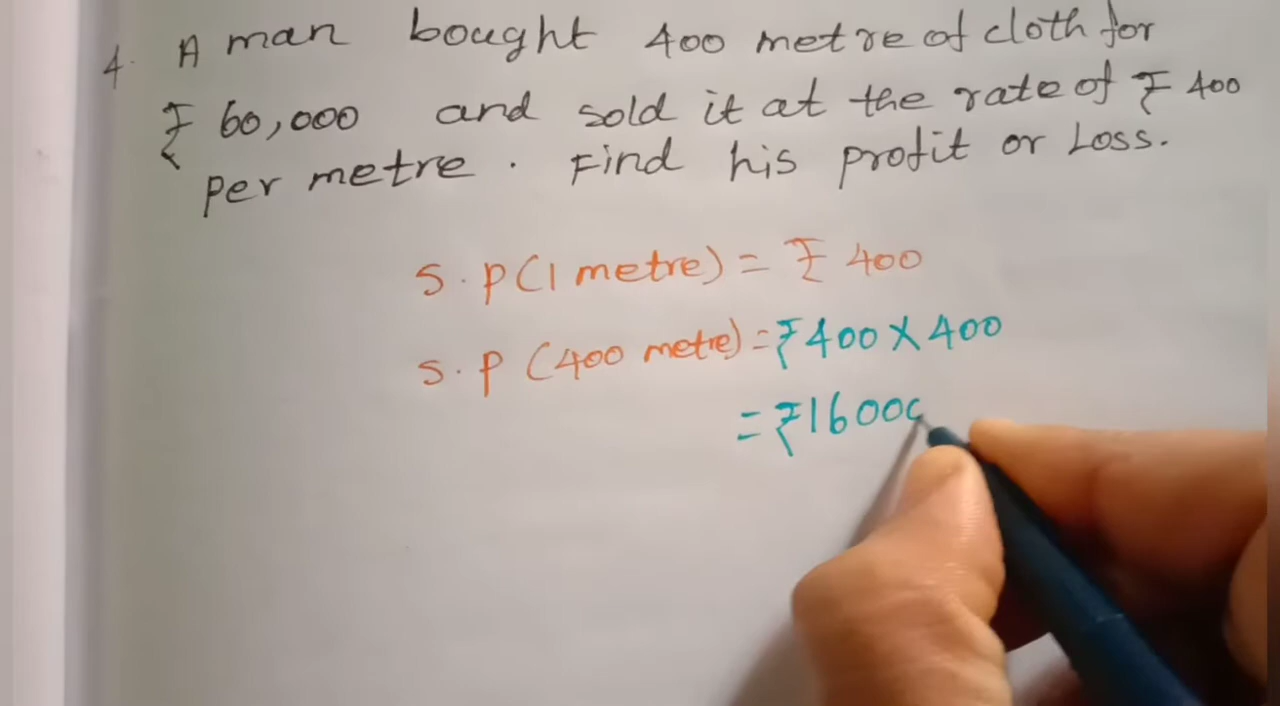 4. A man bought 400 metre of cloth for
₹ 60,000 and sold it at the rate of ₹ 400
per metre. Find his profit or Loss.
S.P (1 metre) = ₹ 400
S.P (400 metre) = ₹400 X 400
= ₹16000